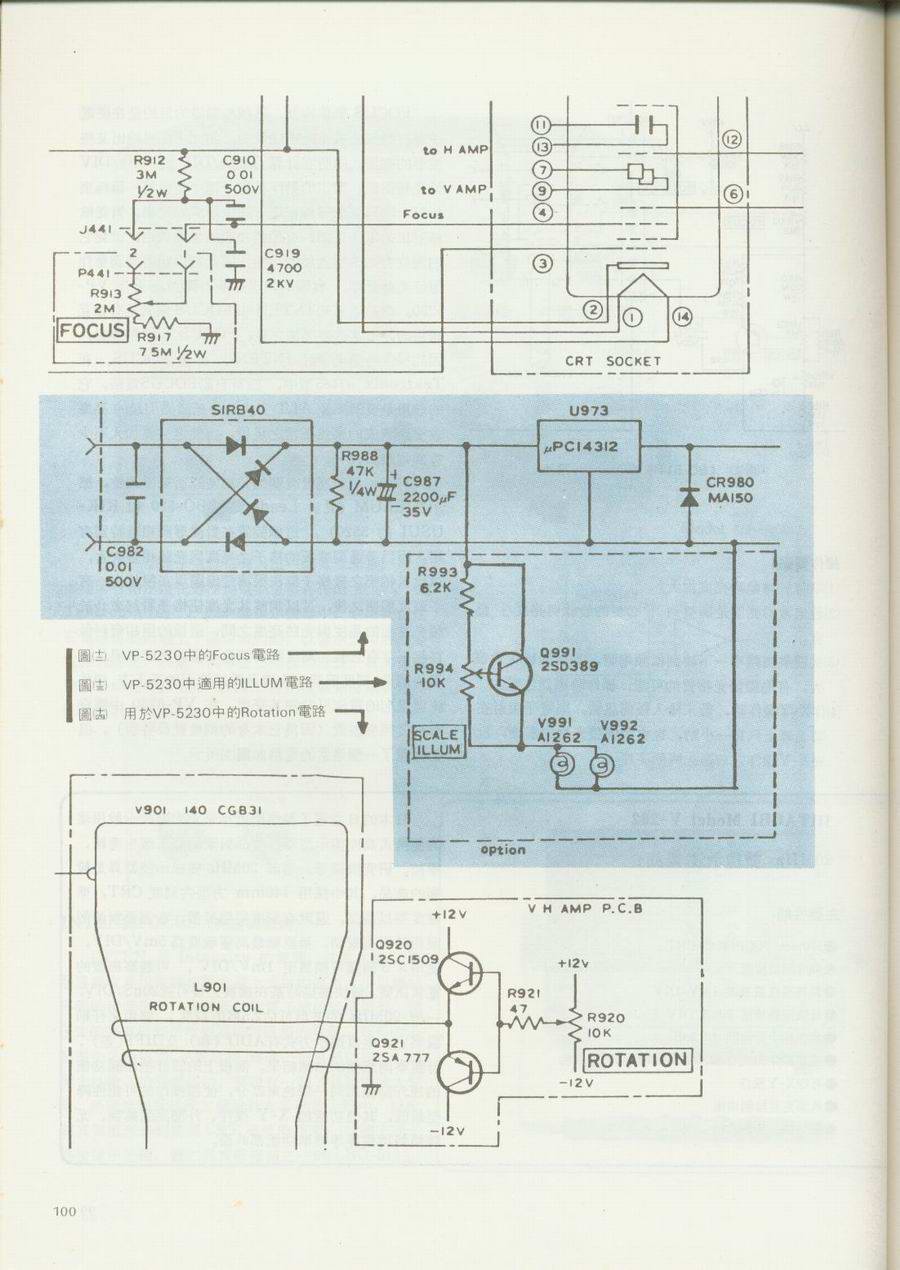 R912
3M
1/2W
C910
0.01
500V
J441
2
1
P441
R913
2M
FOCUS
R917
7.5M 1/2W
C919
4700
2KV
to H AMP
to V AMP
Focus
11
13
7
9
4
3
12
6
2
1
14
CRT SOCKET
SIRB40
C982
0.01
500V
R988
47K
1/4W
C987
2200μF
35V
U973
μPC14312
CR980
MA150
R993
6.2K
R994
10K
SCALE
ILLUM
Q991
2SD389
V991
A1262
V992
A1262
option
圖㈩ VP-5230中的Focus電路
VP-5230中適用的ILLUM電路
用於VP-5230中的Rotation電路
V901 140 CGB31
L901
ROTATION COIL
+12V
V H AMP P.C.B
Q920
2SC1509
Q921
2SA 777
-12V
R921
47
+12v
R920
10K
ROTATION
-12V
100